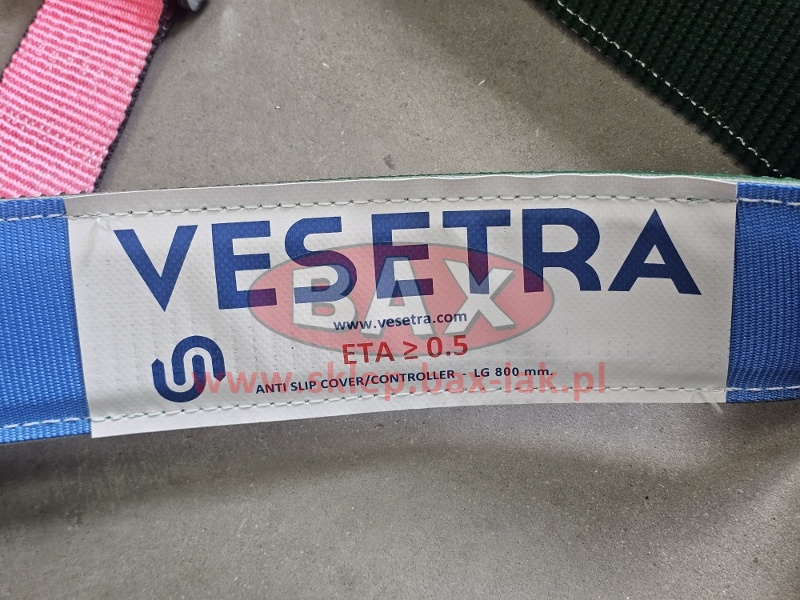 VESETRA
BAX
www.vesetra.com
ETA ≥ 0.5
www.sklep.bax-lak.pl
ANTI SLIP COVER/CONTROLLER - LG 800 mm.